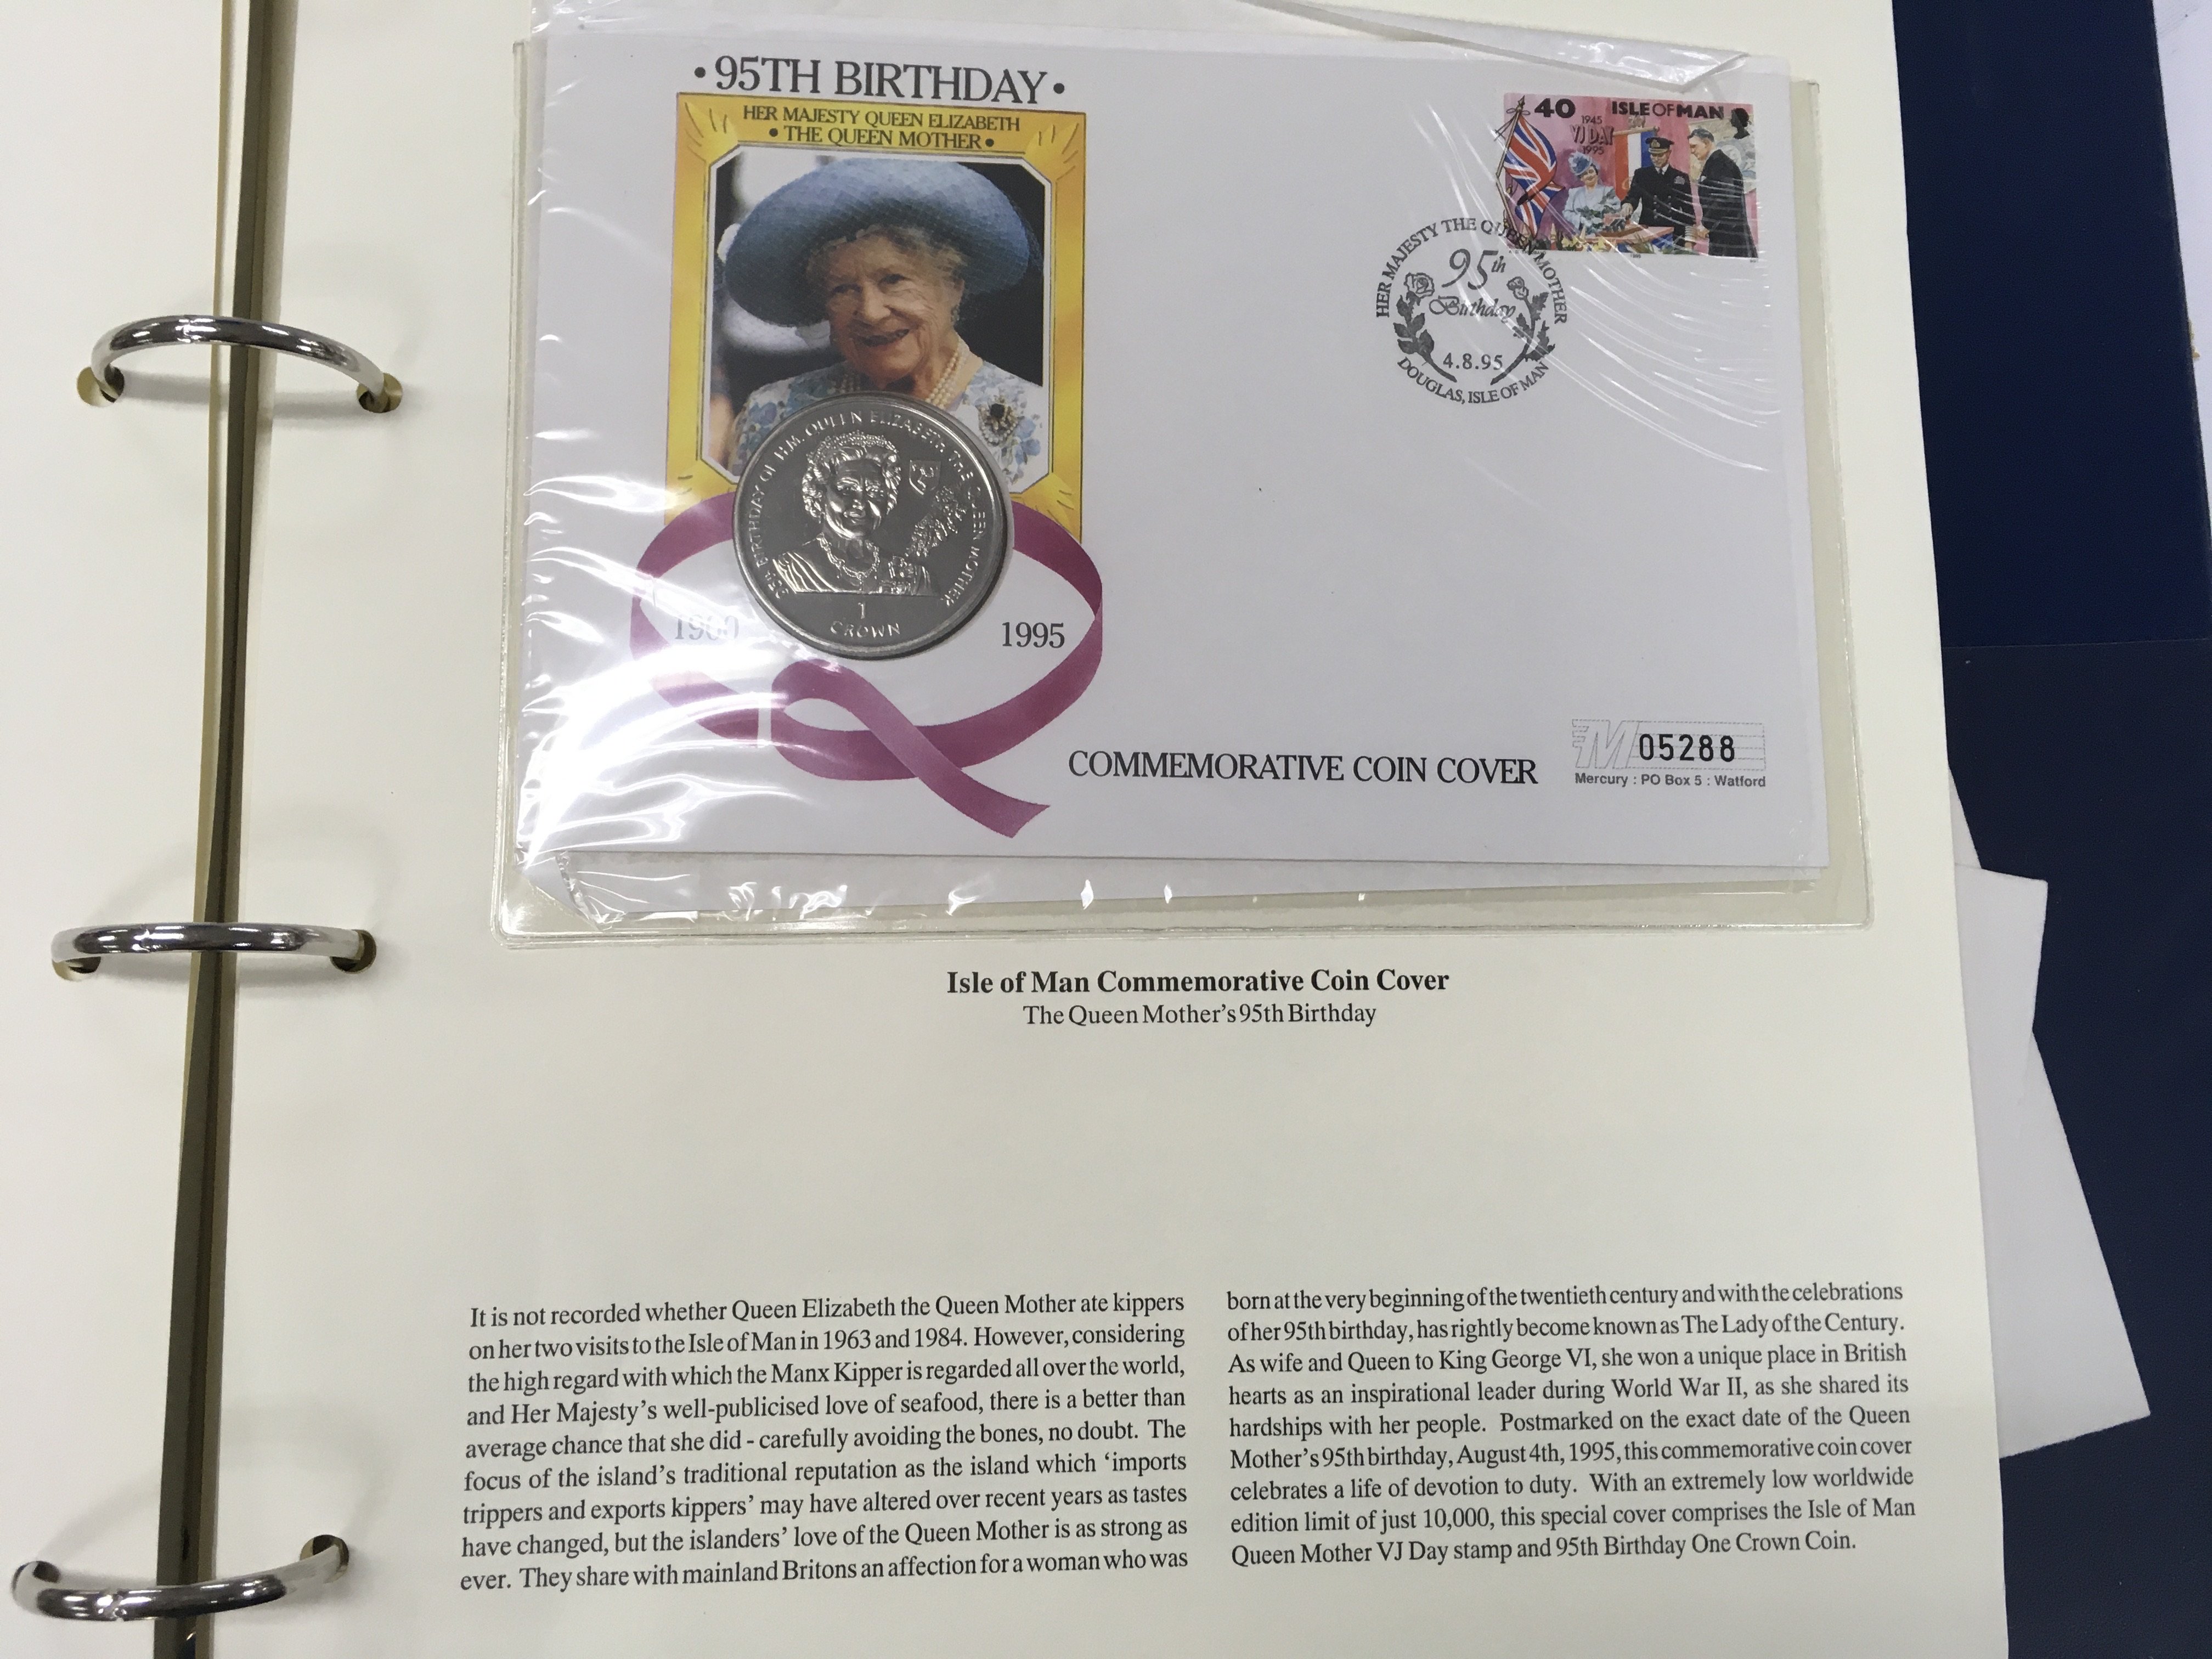 • 95TH BIRTHDAY •
HER MAJESTY QUEEN ELIZABETH
• THE QUEEN MOTHER •
40 ISLE OF MAN
1945
VJ DAY
1995
HER MAJESTY THE QUEEN MOTHER
95th
Birthday
4.8.95
DOUGLAS, ISLE OF MAN
95th BIRTHDAY OF H.M. QUEEN ELIZABETH THE QUEEN MOTHER
1
CROWN
1900
1995
COMMEMORATIVE COIN COVER
M 05288
Mercury : PO Box 5 : Watford
Isle of Man Commemorative Coin Cover
The Queen Mother's 95th Birthday
It is not recorded whether Queen Elizabeth the Queen Mother ate kippers
on her two visits to the Isle of Man in 1963 and 1984. However, considering
the high regard with which the Manx Kipper is regarded all over the world,
and Her Majesty's well-publicised love of seafood, there is a better than
average chance that she did - carefully avoiding the bones, no doubt. The
focus of the island's traditional reputation as the island which 'imports
trippers and exports kippers' may have altered over recent years as tastes
have changed, but the islanders' love of the Queen Mother is as strong as
ever. They share with mainland Britons an affection for a woman who was
born at the very beginning of the twentieth century and with the celebrations
of her 95th birthday, has rightly become known as The Lady of the Century.
As wife and Queen to King George VI, she won a unique place in British
hearts as an inspirational leader during World War II, as she shared its
hardships with her people. Postmarked on the exact date of the Queen
Mother's 95th birthday, August 4th, 1995, this commemorative coin cover
celebrates a life of devotion to duty. With an extremely low worldwide
edition limit of just 10,000, this special cover comprises the Isle of Man
Queen Mother VJ Day stamp and 95th Birthday One Crown Coin.